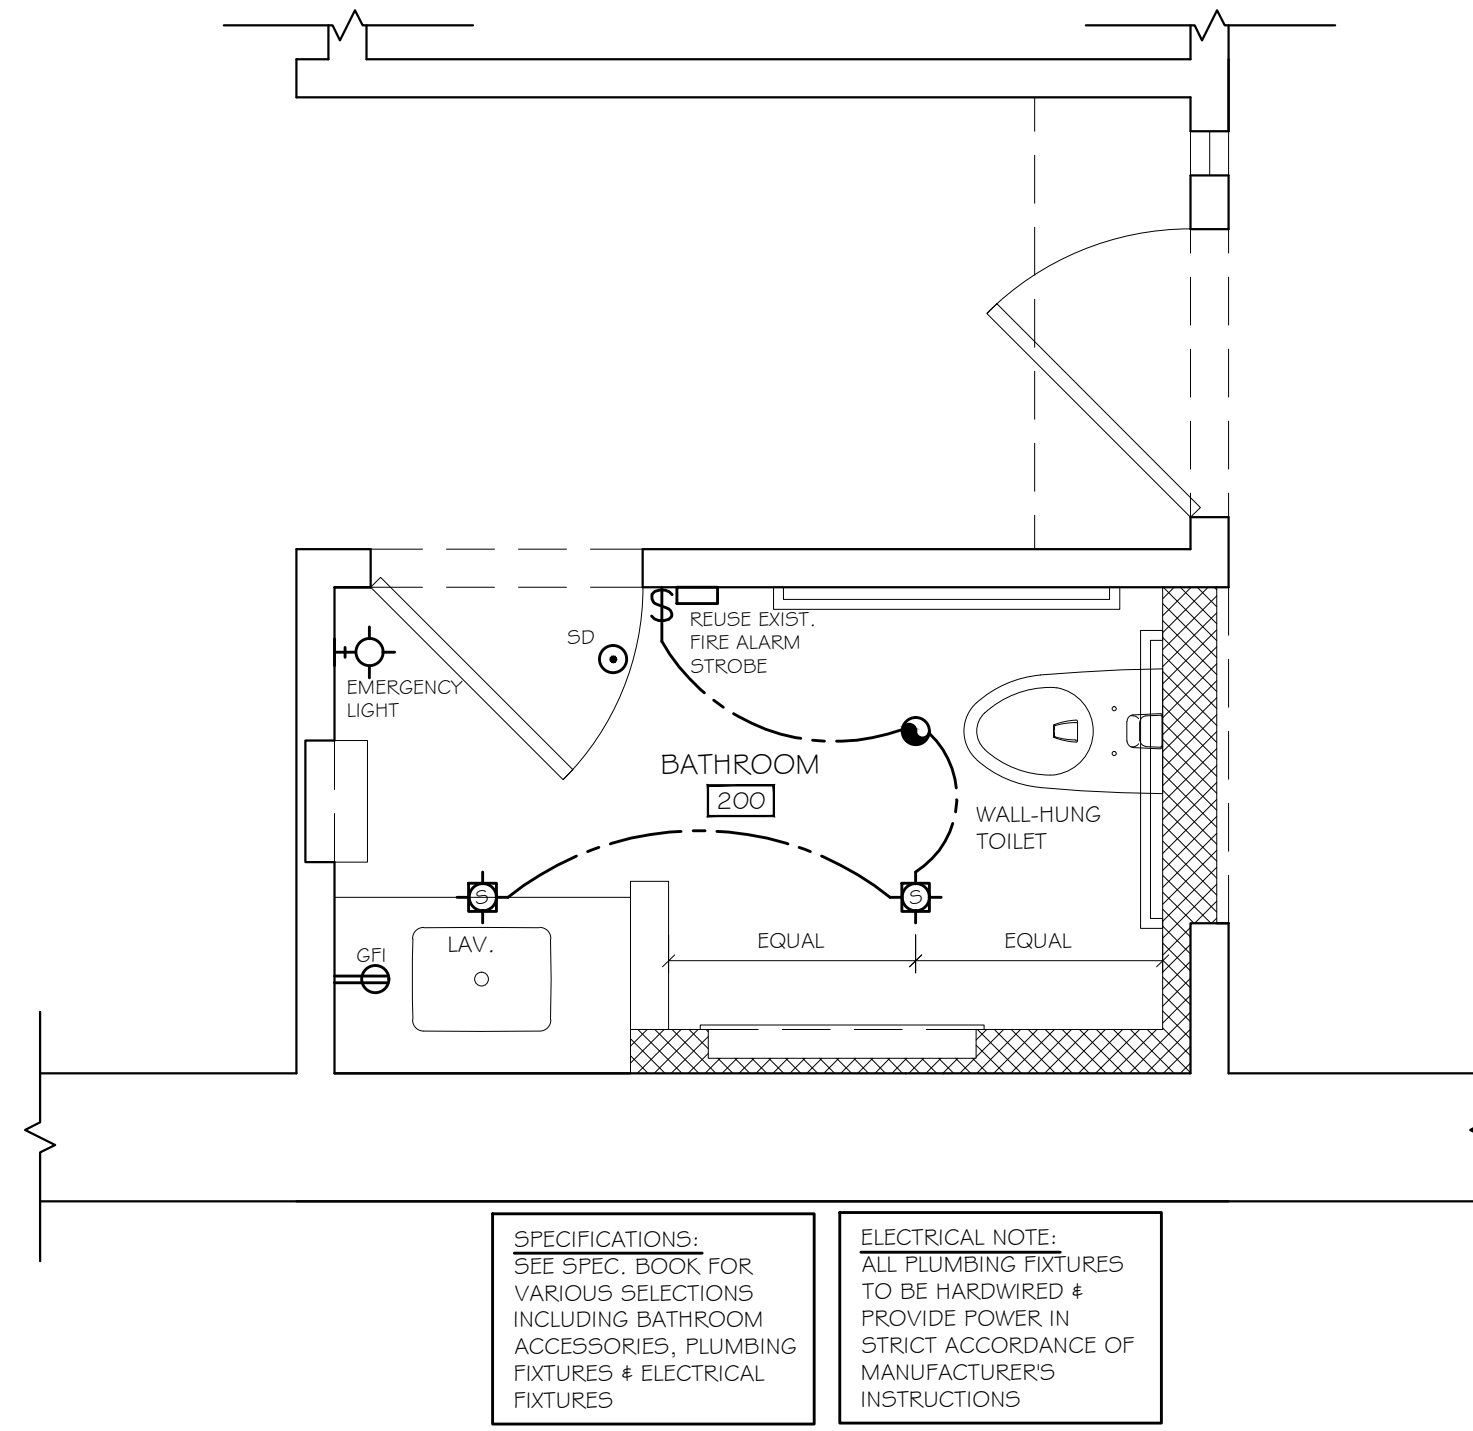 $
REUSE EXIST.
FIRE ALARM
STROBE
SD
EMERGENCY
LIGHT
BATHROOM
200
WALL-HUNG
TOILET
S
S
LAV.
GFI
EQUAL
EQUAL
SPECIFICATIONS:
SEE SPEC. BOOK FOR
VARIOUS SELECTIONS
INCLUDING BATHROOM
ACCESSORIES, PLUMBING
FIXTURES & ELECTRICAL
FIXTURES
ELECTRICAL NOTE:
ALL PLUMBING FIXTURES
TO BE HARDWIRED &
PROVIDE POWER IN
STRICT ACCORDANCE OF
MANUFACTURER'S
INSTRUCTIONS